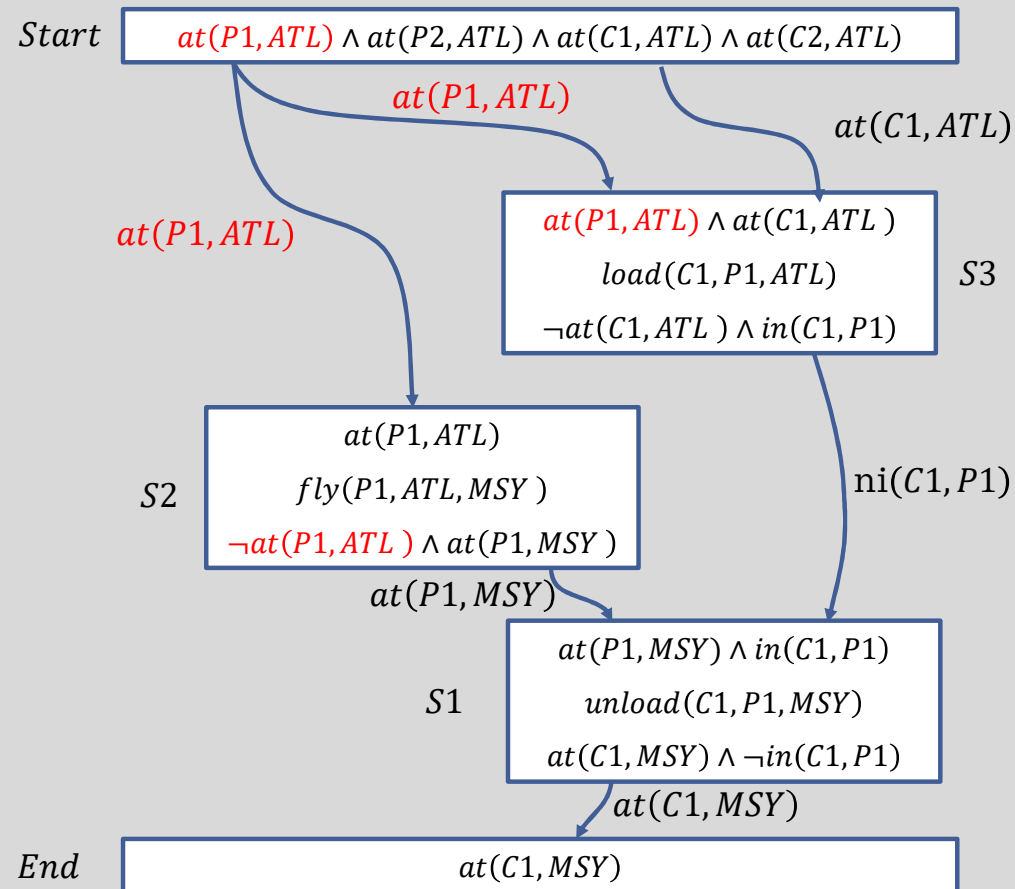 Start
at(P1, ATL) ∧ at(P2, ATL) ∧ at(C1, ATL) ∧ at(C2, ATL)
at(P1, ATL)
at(C1, ATL)
at(P1, ATL)
at(P1, ATL) ∧ at(C1, ATL )
load(C1, P1, ATL)
¬at(C1, ATL ) ∧ in(C1, P1)
S3
at(P1, ATL)
fly(P1, ATL, MSY )
¬at(P1, ATL ) ∧ at(P1, MSY )
S2
ni(C1, P1)
at(P1, MSY)
at(P1, MSY) ∧ in(C1, P1)
unload(C1, P1, MSY)
at(C1, MSY) ∧ ¬in(C1, P1)
S1
at(C1, MSY)
End
at(C1, MSY)